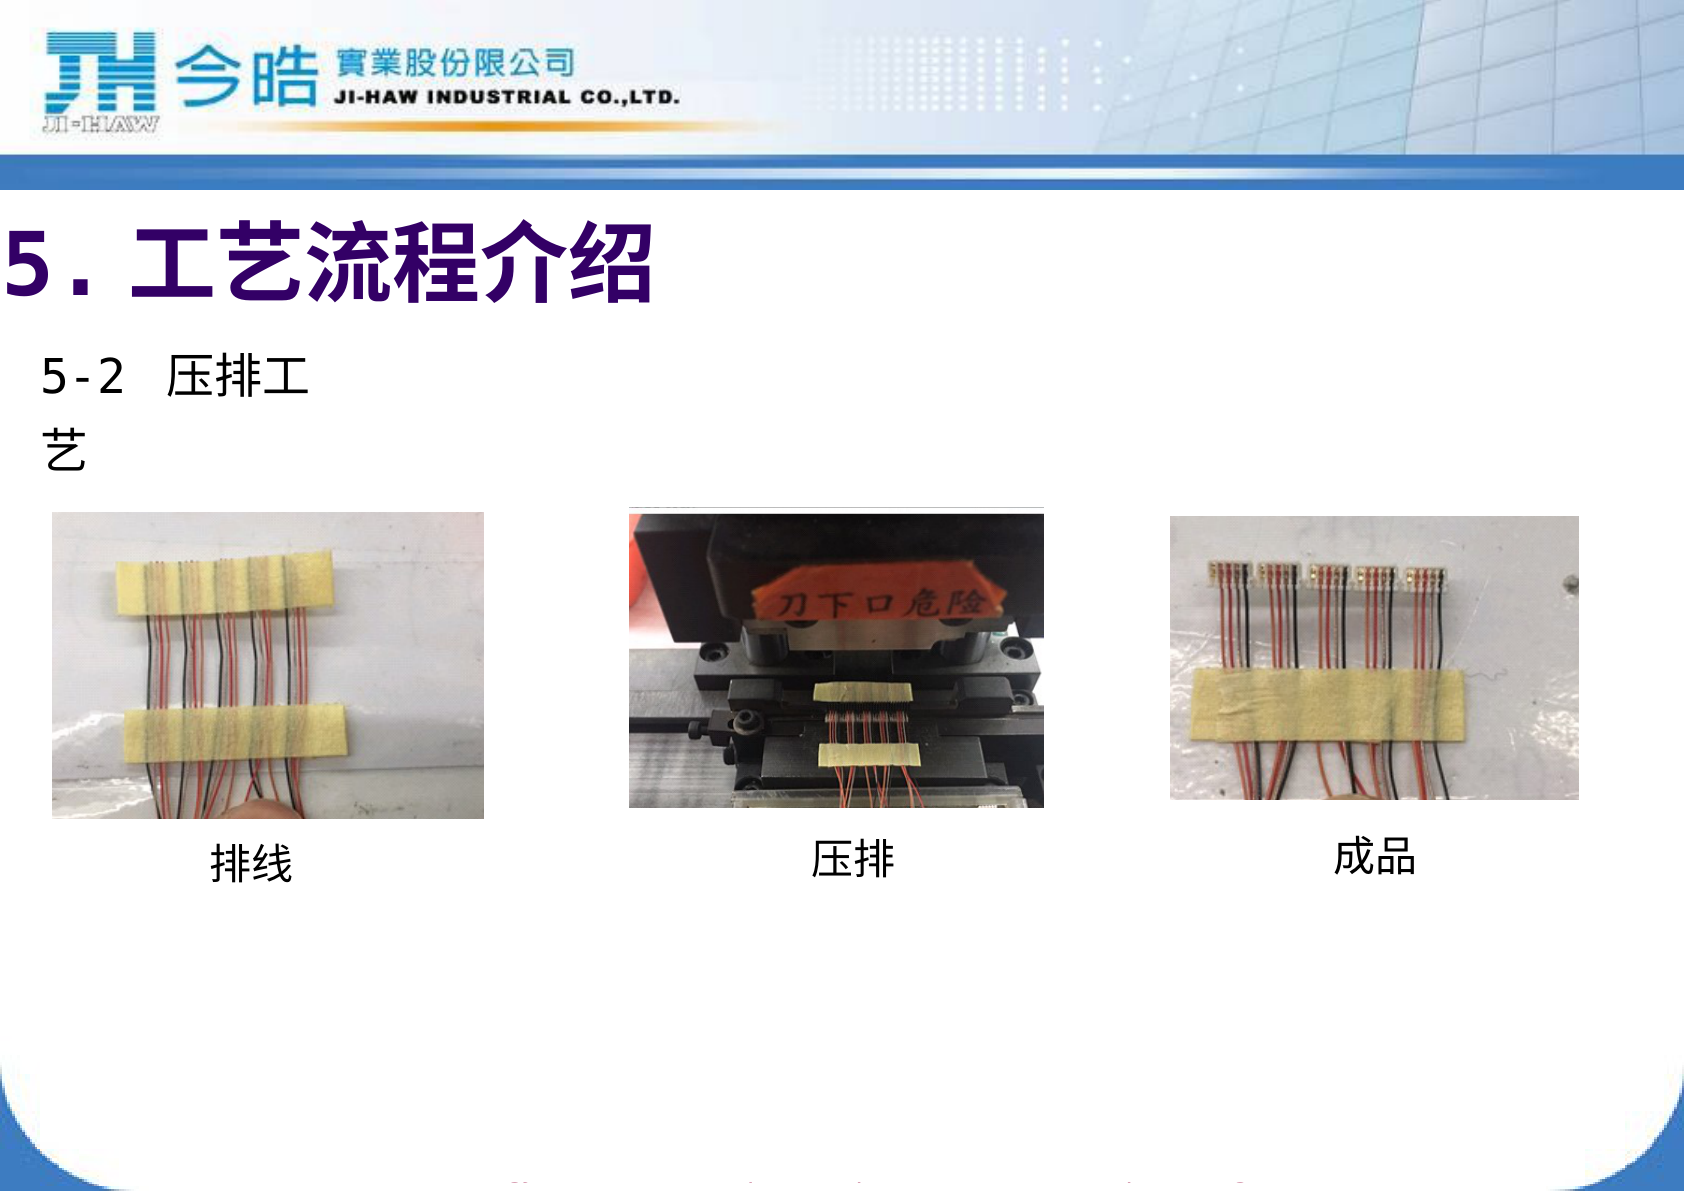 JH
JI-HAW
今皓
實業股份限公司
JI-HAW INDUSTRIAL CO.,LTD.
5.工艺流程介绍
5-2 压排工
艺
刀下口危险
排线
压排
成品